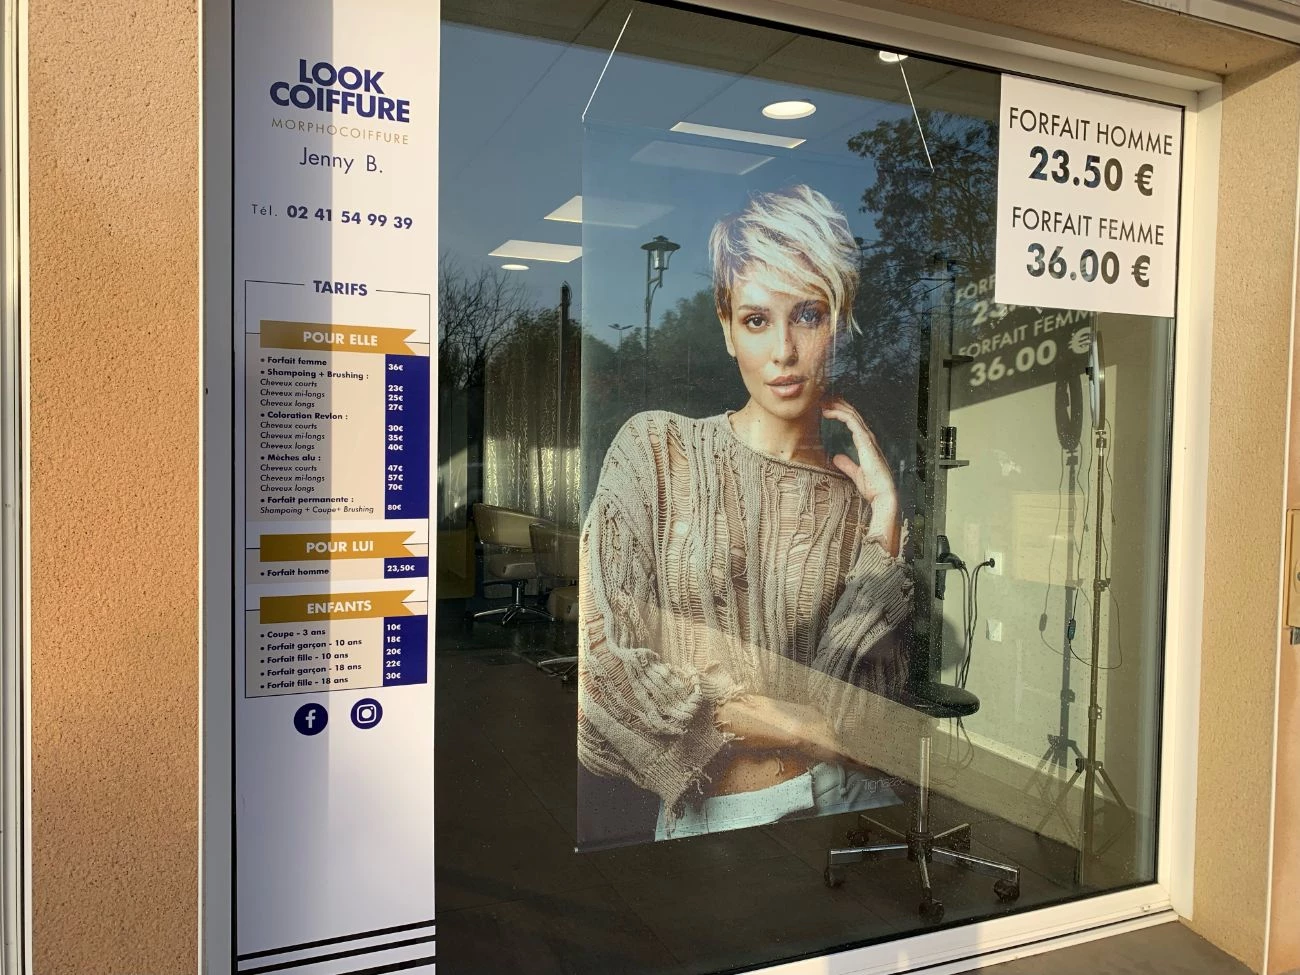 LOOK
COIFFURE
MORPHOCOIFFURE
Jenny B.
Tél. 02 41 54 99 39
TARIFS
POUR ELLE
• Forfait femme 36€
• Shampoing + Brushing :
Cheveux courts 23€
Cheveux mi-longs 25€
Cheveux longs 27€
• Coloration Revlon :
Cheveux courts 30€
Cheveux mi-longs 35€
Cheveux longs 40€
• Mèches alu :
Cheveux courts 47€
Cheveux mi-longs 57€
Cheveux longs 70€
• Forfait permanente :
Shampoing + Coupe+ Brushing 80€
POUR LUI
• Forfait homme 23,50€
ENFANTS
• Coupe - 3 ans 10€
• Forfait garçon - 10 ans 18€
• Forfait fille - 10 ans 20€
• Forfait garçon - 18 ans 22€
• Forfait fille - 18 ans 30€
FORFAIT HOMME
23.50 €
FORFAIT FEMME
36.00 €
FORFAIT FEMM
36.00 €